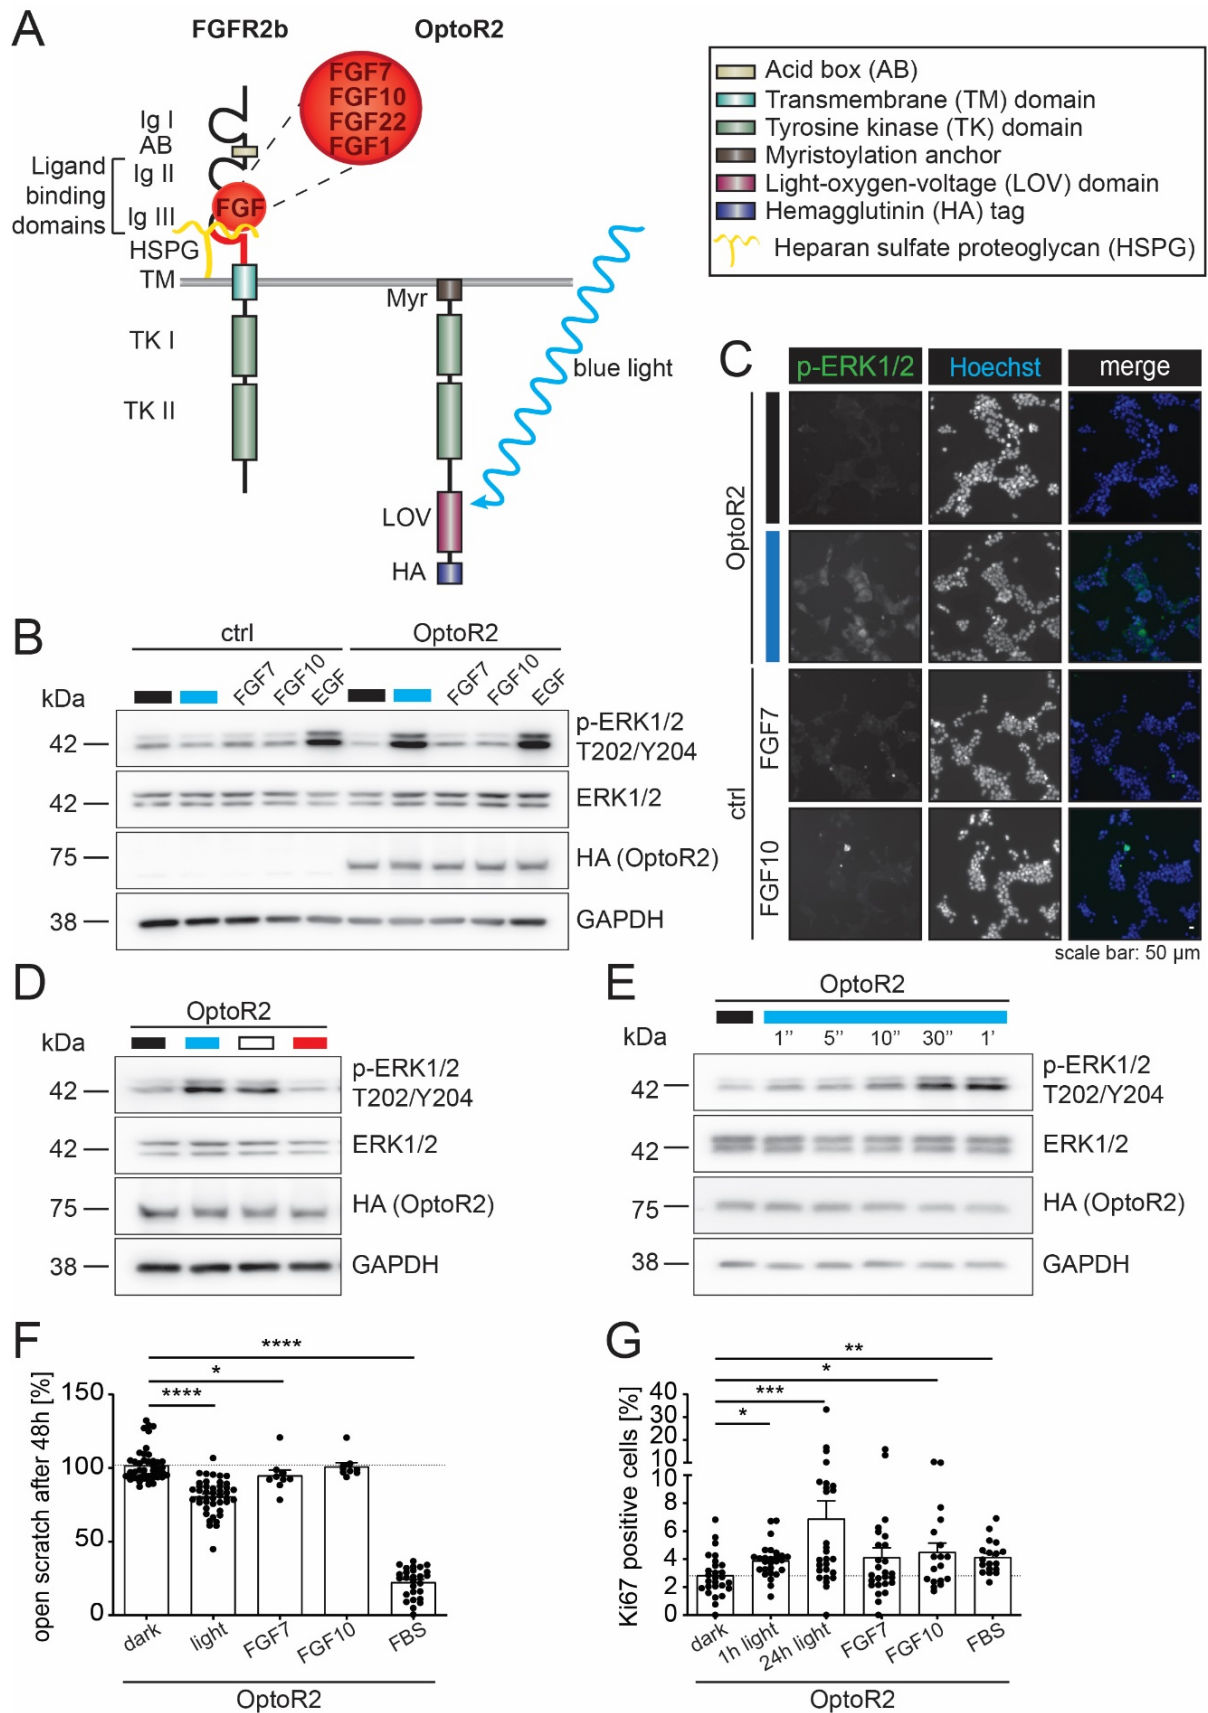 A
FGFR2b
OptoR2
FGF7
FGF10
FGF22
FGF1
Ig I
AB
Ig II
Ligand
binding
domains
Ig III
FGF
HSPG
TM
Myr
TK I
TK II
blue light
LOV
HA
Acid box (AB)
Transmembrane (TM) domain
Tyrosine kinase (TK) domain
Myristoylation anchor
Light-oxygen-voltage (LOV) domain
Hemagglutinin (HA) tag
Heparan sulfate proteoglycan (HSPG)
B
ctrl
OptoR2
kDa
FGF7
FGF10
EGF
FGF7
FGF10
EGF
42
p-ERK1/2
T202/Y204
42
ERK1/2
75
HA (OptoR2)
38
GAPDH
C
p-ERK1/2
Hoechst
merge
OptoR2
ctrl
FGF7
FGF10
scale bar: 50 µm
D
OptoR2
kDa
42
p-ERK1/2
T202/Y204
42
ERK1/2
75
HA (OptoR2)
38
GAPDH
E
OptoR2
kDa
1'' 5'' 10'' 30'' 1'
42
p-ERK1/2
T202/Y204
42
ERK1/2
75
HA (OptoR2)
38
GAPDH
F
****
*
****
open scratch after 48h [%]
150
100
50
0
dark
light
FGF7
FGF10
FBS
OptoR2
G
**
*
***
*
Ki67 positive cells [%]
40
30
20
10
10
8
6
4
2
0
dark
1h light
24h light
FGF7
FGF10
FBS
OptoR2